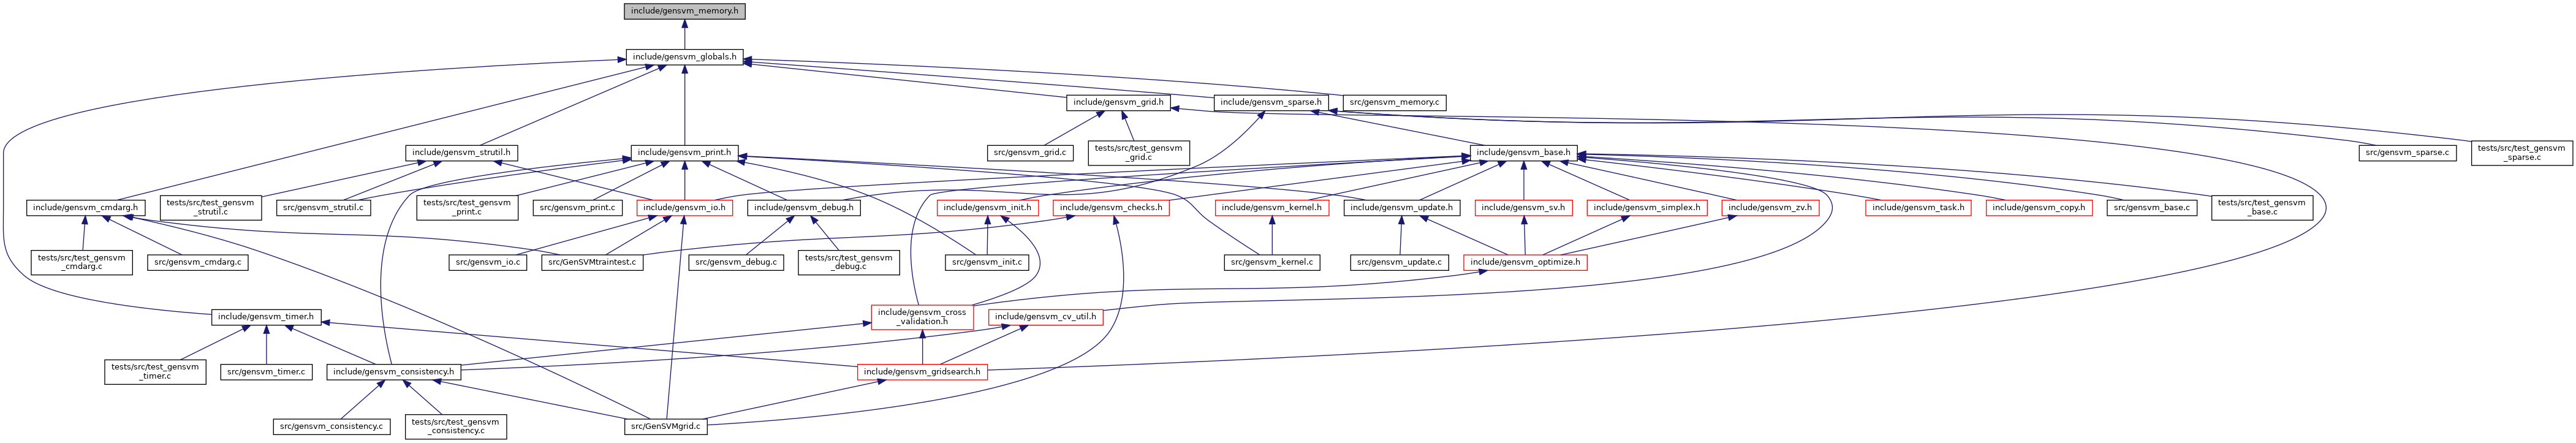 include/gensvm_memory.h
include/gensvm_globals.h
include/gensvm_grid.h
include/gensvm_sparse.h
src/gensvm_memory.c
include/gensvm_strutil.h
include/gensvm_print.h
src/gensvm_grid.c
tests/src/test_gensvm
_grid.c
include/gensvm_base.h
src/gensvm_sparse.c
tests/src/test_gensvm
_sparse.c
include/gensvm_cmdarg.h
tests/src/test_gensvm
_strutil.c
src/gensvm_strutil.c
tests/src/test_gensvm
_print.c
src/gensvm_print.c
include/gensvm_io.h
include/gensvm_debug.h
include/gensvm_init.h
include/gensvm_checks.h
include/gensvm_kernel.h
include/gensvm_update.h
include/gensvm_sv.h
include/gensvm_simplex.h
include/gensvm_zv.h
include/gensvm_task.h
include/gensvm_copy.h
src/gensvm_base.c
tests/src/test_gensvm
_base.c
tests/src/test_gensvm
_cmdarg.c
src/gensvm_cmdarg.c
src/gensvm_io.c
src/GenSVMtraintest.c
src/gensvm_debug.c
tests/src/test_gensvm
_debug.c
src/gensvm_init.c
src/gensvm_kernel.c
src/gensvm_update.c
include/gensvm_optimize.h
include/gensvm_timer.h
include/gensvm_cross
_validation.h
include/gensvm_cv_util.h
tests/src/test_gensvm
_timer.c
src/gensvm_timer.c
include/gensvm_consistency.h
include/gensvm_gridsearch.h
src/gensvm_consistency.c
tests/src/test_gensvm
_consistency.c
src/GenSVMgrid.c